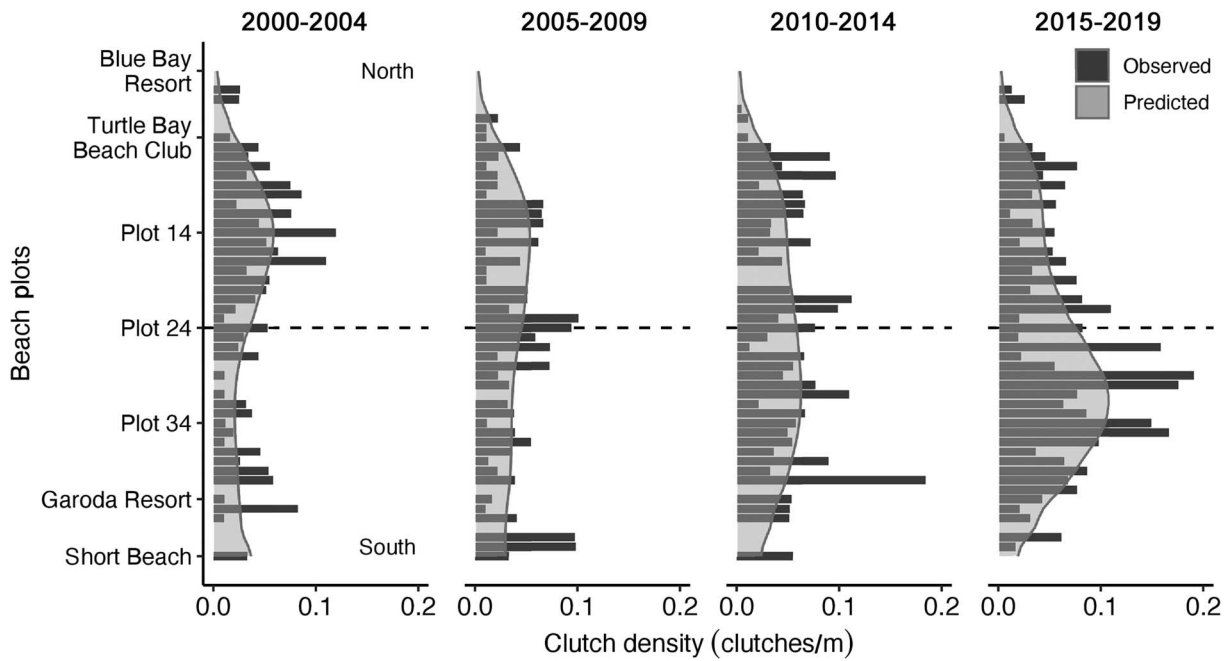 2000-2004
2005-2009
2010-2014
2015-2019
Blue Bay
Resort
North
Observed
Predicted
Turtle Bay
Beach Club
Plot 14
Beach plots
Plot 24
Plot 34
Garoda Resort
Short Beach
South
0.0 0.1 0.2
0.0 0.1 0.2
0.0 0.1 0.2
0.0 0.1 0.2
Clutch density (clutches/m)